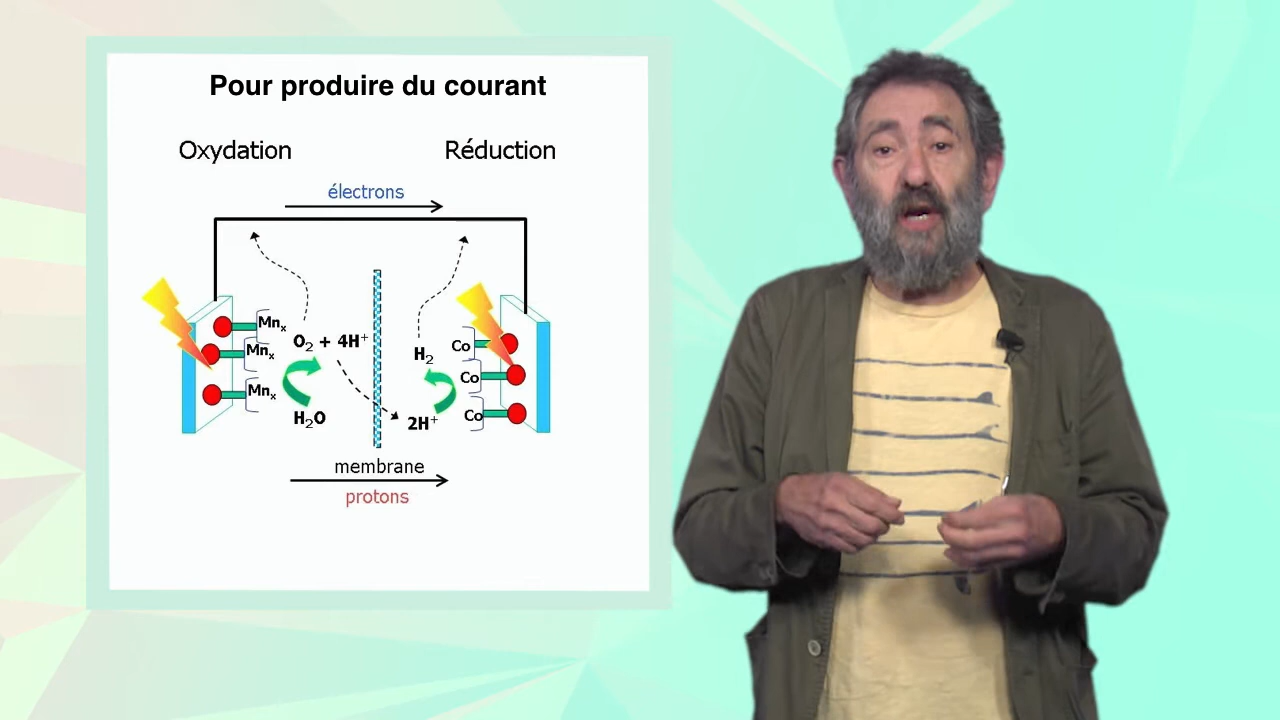 Pour produire du courant
Oxydation
Réduction
électrons
Mnₓ
Mnₓ
Mnₓ
O₂ + 4H⁺
H₂O
H₂
2H⁺
Co
Co
Co
membrane
protons